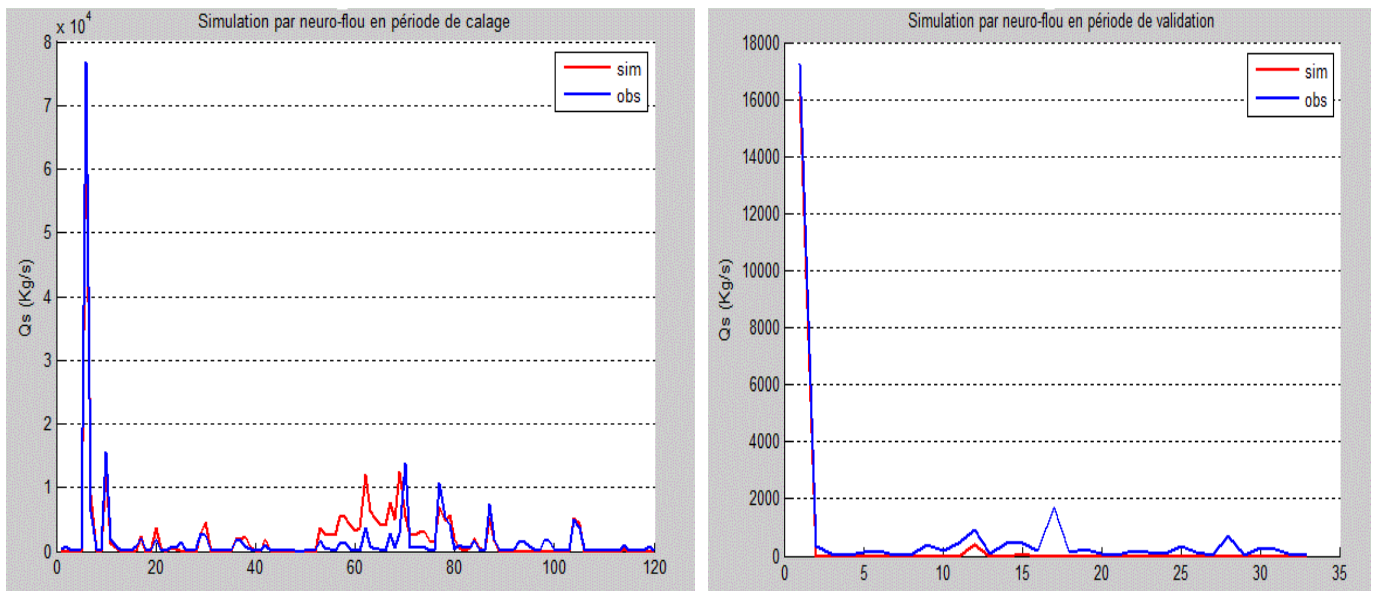 Simulation par neuro-flou en période de calage
x 10^4
8
7
6
5
4
3
2
1
0
Qs (Kg/s)
0 20 40 60 80 100 120
sim
obs
Simulation par neuro-flou en période de validation
18000
16000
14000
12000
10000
8000
6000
4000
2000
0
Qs (Kg/s)
0 5 10 15 20 25 30 35
sim
obs